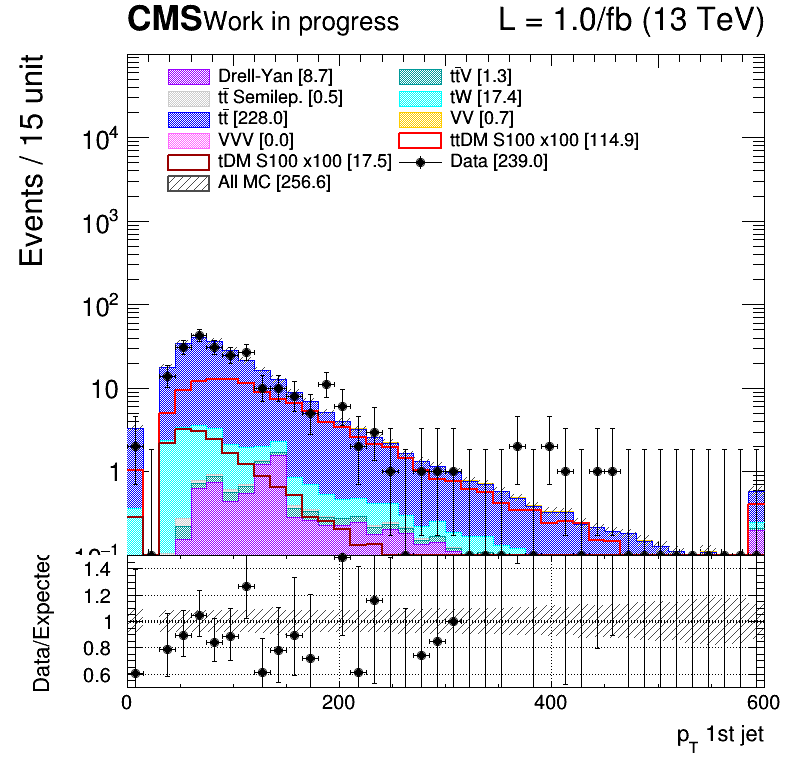 CMS Work in progress L = 1.0/fb (13 TeV)
Events / 15 unit
Drell-Yan [8.7] tt̄V [1.3]
tt̄ Semilep. [0.5] tW [17.4]
tt̄ [228.0] VV [0.7]
VVV [0.0] ttDM S100 x100 [114.9]
tDM S100 x100 [17.5] Data [239.0]
All MC [256.6]
10⁴
10³
10²
10
1
10⁻¹
Data/Expected
1.4
1.2
1
0.8
0.6
0 200 400 600
p_T 1st jet